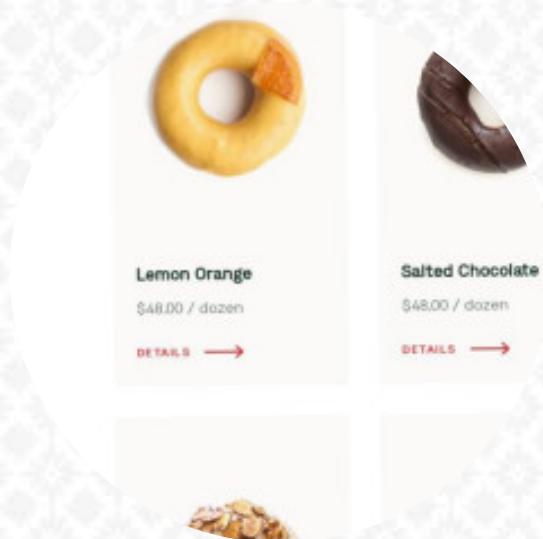 Lemon Orange
$48.00 / dozen
DETAILS
Salted Chocolate
$48.00 / dozen
DETAILS